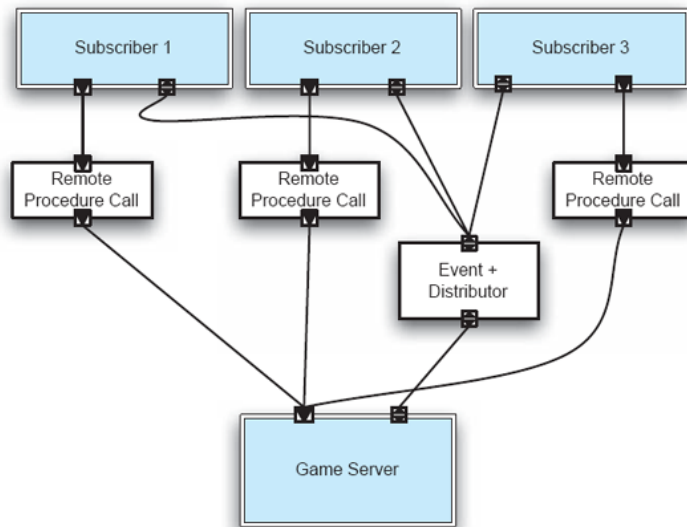 Subscriber 1
Subscriber 2
Subscriber 3
Remote
Procedure Call
Remote
Procedure Call
Remote
Procedure Call
Event +
Distributor
Game Server